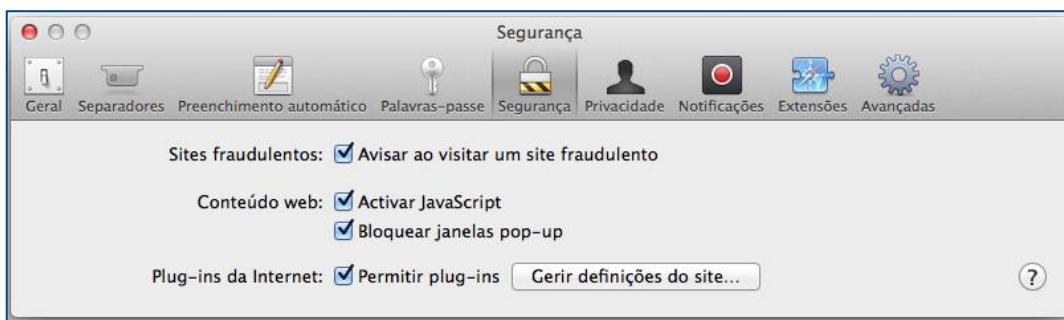 Segurança
Geral Separadores Preenchimento automático Palavras-passe Segurança Privacidade Notificações Extensões Avançadas
Sites fraudulentos: Avisar ao visitar um site fraudulento
Conteúdo web: Activar JavaScript
Bloquear janelas pop-up
Plug-ins da Internet: Permitir plug-ins Gerir definições do site... ?